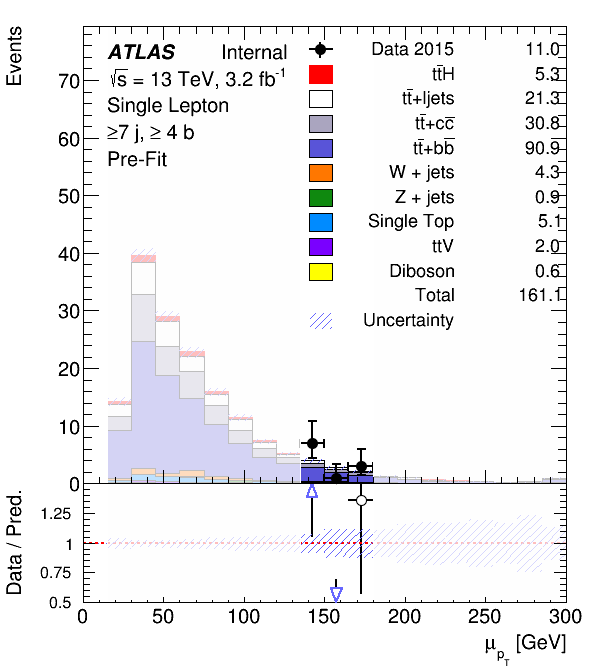 Events
ATLAS Internal
√s = 13 TeV, 3.2 fb⁻¹
Single Lepton
≥7 j, ≥ 4 b
Pre-Fit
Data 2015 11.0
tt̄H 5.3
tt̄+ljets 21.3
tt̄+cc̄ 30.8
tt̄+bb̄ 90.9
W + jets 4.3
Z + jets 0.9
Single Top 5.1
ttV 2.0
Diboson 0.6
Total 161.1
Uncertainty
70
60
50
40
30
20
10
0
Data / Pred.
1.25
1
0.75
0.5
0 50 100 150 200 250 300
μ_p_T [GeV]